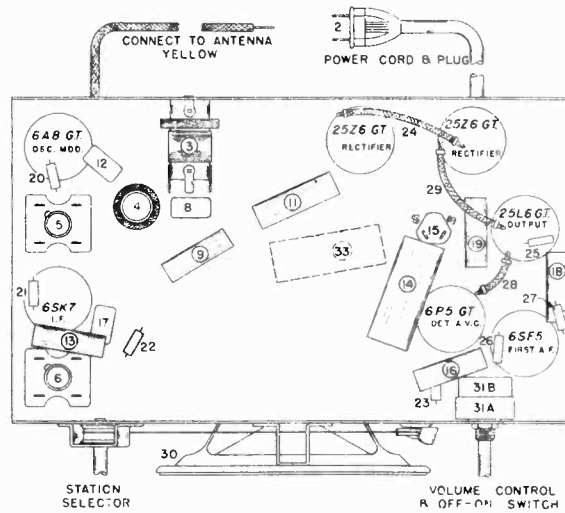 CONNECT TO ANTENNA
YELLOW
2
POWER CORD & PLUG
6A8 GT.
OSC. MOD.
12
20
5
3
4
8
25Z6 GT.
RECTIFIER
24
25Z6 GT.
RECTIFIER
29
11
9
33
15
19
25L6 GT.
OUTPUT
25
18
14
28
27
21
6SK7
I.F.
17
13
22
6
6P5 GT
DET A.V.C.
26
6SF5
FIRST A.F.
16
23
31B
31A
30
STATION
SELECTOR
VOLUME CONTROL
& OFF-ON SWITCH